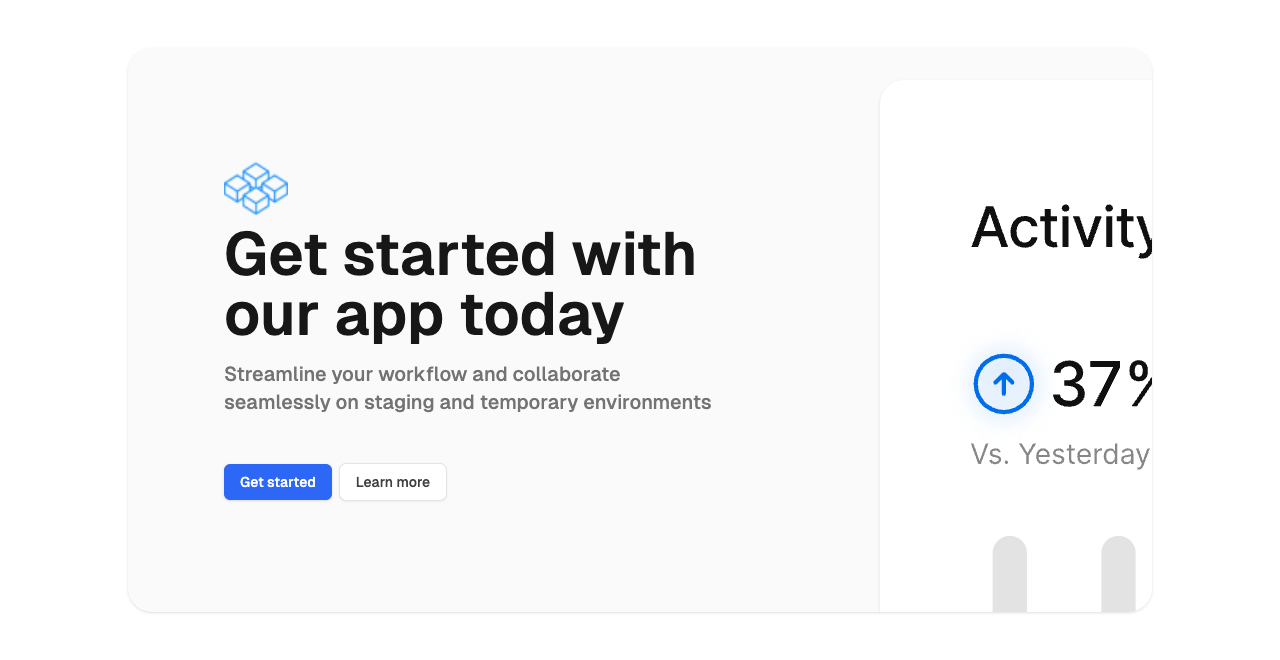 Get started with
our app today
Streamline your workflow and collaborate
seamlessly on staging and temporary environments
Get started
Learn more
Activity
37%
Vs. Yesterday